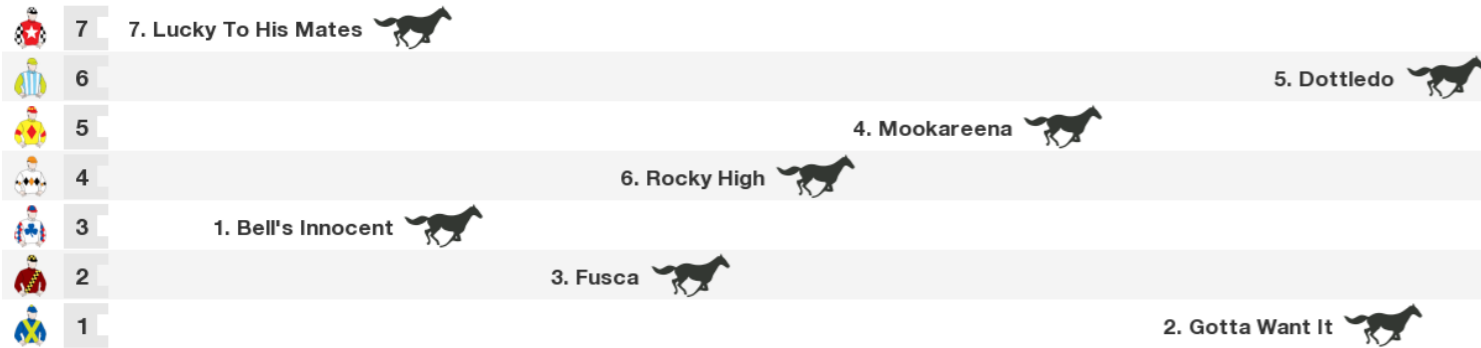 7 7. Lucky To His Mates
6 5. Dottledo
5 4. Mookareena
4 6. Rocky High
3 1. Bell's Innocent
2 3. Fusca
1 2. Gotta Want It